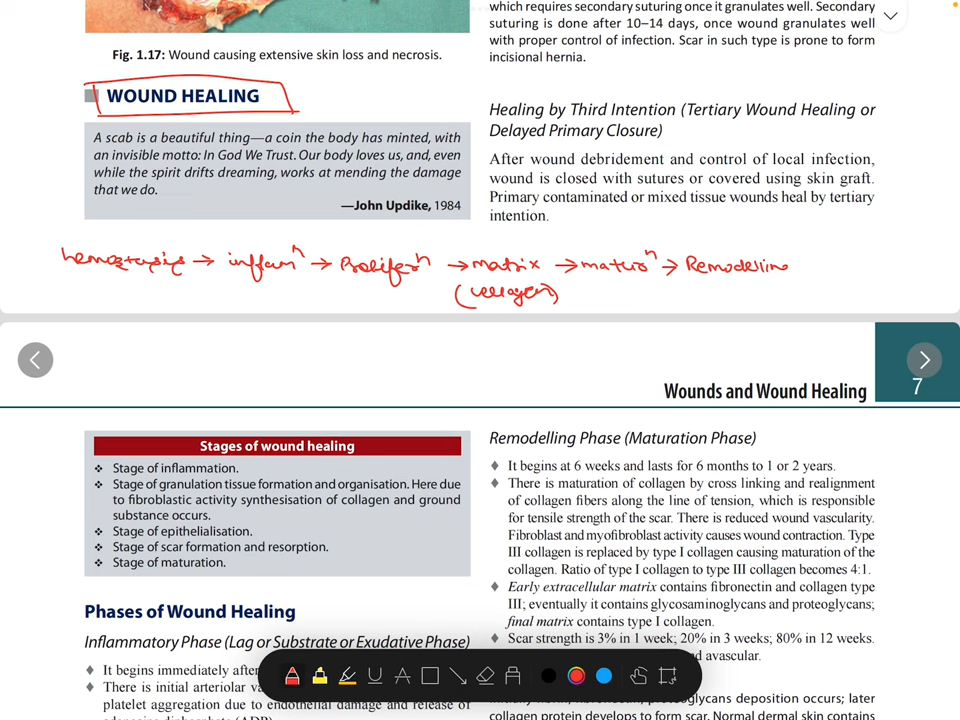 Fig. 1.17: Wound causing extensive skin loss and necrosis.
WOUND HEALING
A scab is a beautiful thing—a coin the body has minted, with
an invisible motto: In God We Trust. Our body loves us, and, even
while the spirit drifts dreaming, works at mending the damage
that we do.
—John Updike, 1984
which requires secondary suturing once it granulates well. Secondary
suturing is done after 10–14 days, once wound granulates well
with proper control of infection. Scar in such type is prone to form
incisional hernia.
Healing by Third Intention (Tertiary Wound Healing or
Delayed Primary Closure)
After wound debridement and control of local infection,
wound is closed with sutures or covered using skin graft.
Primary contaminated or mixed tissue wounds heal by tertiary
intention.
→ inflamⁿ → Prolifer ⁿ → matrix → maturⁿ → Remodeling
Wounds and Wound Healing
7
Stages of wound healing
❖ Stage of inflammation.
❖ Stage of granulation tissue formation and organisation. Here due
to fibroblastic activity synthesisation of collagen and ground
substance occurs.
❖ Stage of epithelialisation.
❖ Stage of scar formation and resorption.
❖ Stage of maturation.
Phases of Wound Healing
Inflammatory Phase (Lag or Substrate or Exudative Phase)
♦ It begins immediately after
♦ There is initial arteriolar
platelet aggregation due to endothelial damage and release of
adenosine diphosphate (ADP)
Remodelling Phase (Maturation Phase)
♦ It begins at 6 weeks and lasts for 6 months to 1 or 2 years.
♦ There is maturation of collagen by cross linking and realignment
of collagen fibers along the line of tension, which is responsible
for tensile strength of the scar. There is reduced wound vascularity.
Fibroblast and myofibroblast activity causes wound contraction. Type
III collagen is replaced by type I collagen causing maturation of the
collagen. Ratio of type I collagen to type III collagen becomes 4:1.
♦ Early extracellular matrix contains fibronectin and collagen type
III; eventually it contains glycosaminoglycans and proteoglycans;
final matrix contains type I collagen.
♦ Scar strength is 3% in 1 week; 20% in 3 weeks; 80% in 12 weeks.
avascular.
deposition occurs; later
collagen protein develops to form scar. Normal dermal skin contains